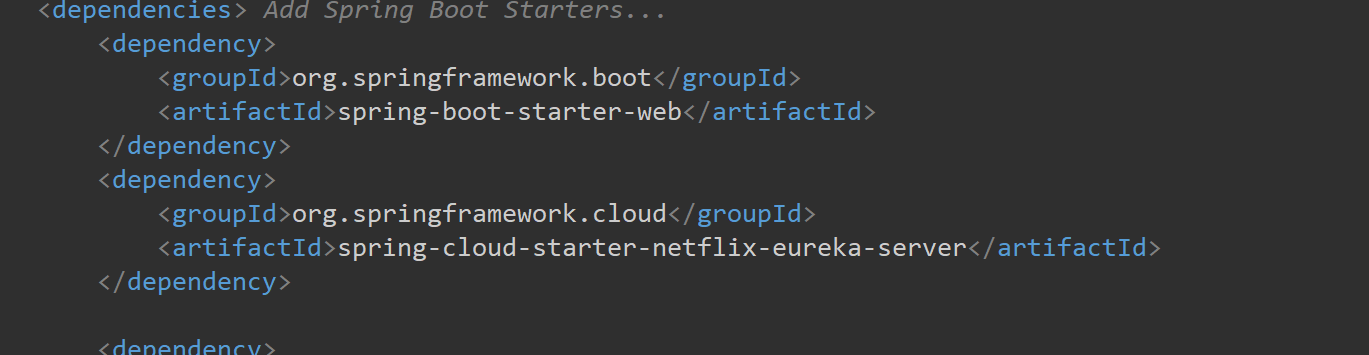 <dependencies> Add Spring Boot Starters...
<dependency>
<groupId>org.springframework.boot</groupId>
<artifactId>spring-boot-starter-web</artifactId>
</dependency>
<dependency>
<groupId>org.springframework.cloud</groupId>
<artifactId>spring-cloud-starter-netflix-eureka-server</artifactId>
</dependency>
<dependency>